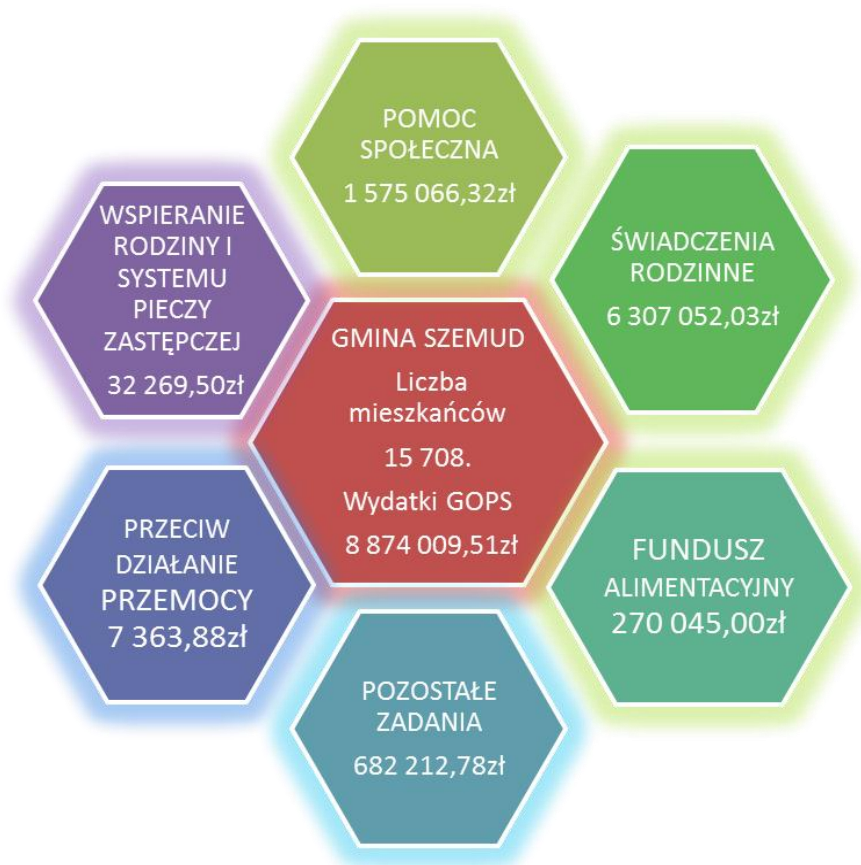 POMOC
SPOŁECZNA
1 575 066,32zł
WSPIERANIE
RODZINY I
SYSTEMU
PIECZY
ZASTĘPCZEJ
32 269,50zł
ŚWIADCZENIA
RODZINNE
6 307 052,03zł
GMINA SZEMUD
Liczba
mieszkańców
15 708.
Wydatki GOPS
8 874 009,51zł
PRZECIW
DZIAŁANIE
PRZEMOCY
7 363,88zł
FUNDUSZ
ALIMENTACYJNY
270 045,00zł
POZOSTAŁE
ZADANIA
682 212,78zł